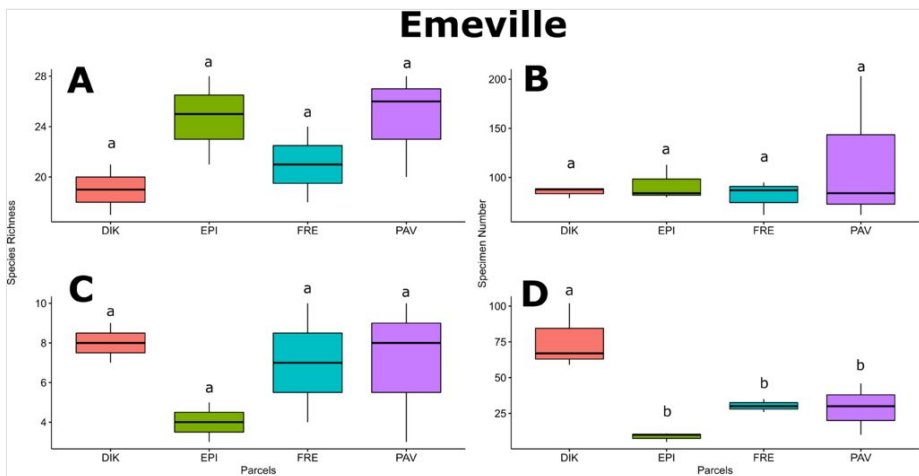 Emeville
A
B
28
24
20
a
a
a
a
DIK
EPI
FRE
PAV
200
150
100
a
a
a
a
DIK
EPI
FRE
PAV
Species Richness
Specimen Number
C
D
10
8
6
4
a
a
a
a
DIK
EPI
FRE
PAV
Parcels
100
75
50
25
a
b
b
b
DIK
EPI
FRE
PAV
Parcels